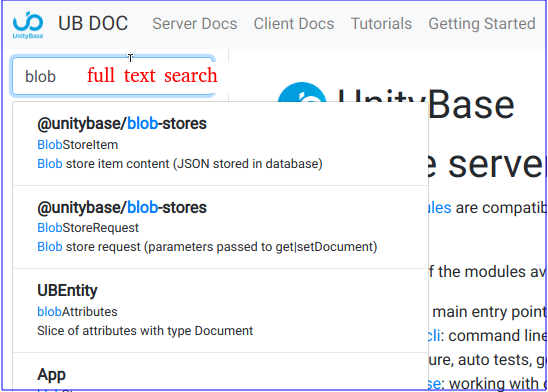 UnityBase
UB DOC
Server Docs
Client Docs
Tutorials
Getting Started
blob
full text search
UnityBase
e server
@unitybase/blob-stores
BlobStoreItem
Blob store item content (JSON stored in database)
@unitybase/blob-stores
BlobStoreRequest
Blob store request (parameters passed to get|setDocument)
UBEntity
blobAttributes
Slice of attributes with type Document
App
ules are compatib
f the modules av
main entry point
cli: command line
ure, auto tests, g
se: working with